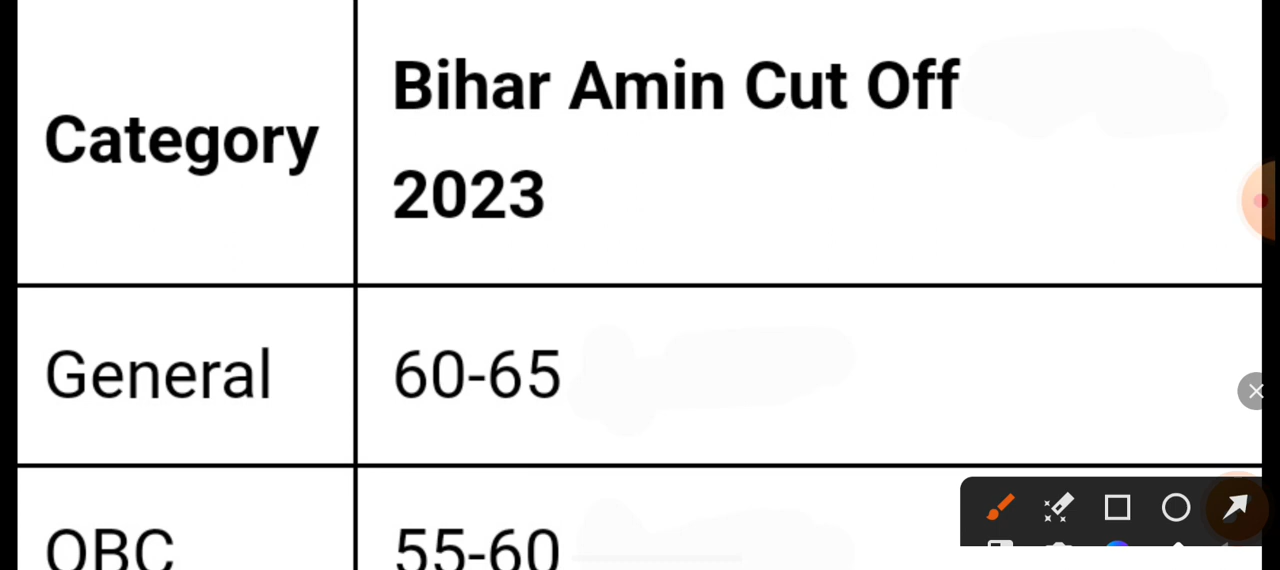 Category
Bihar Amin Cut Off
2023
General
60-65
OBC
55-60